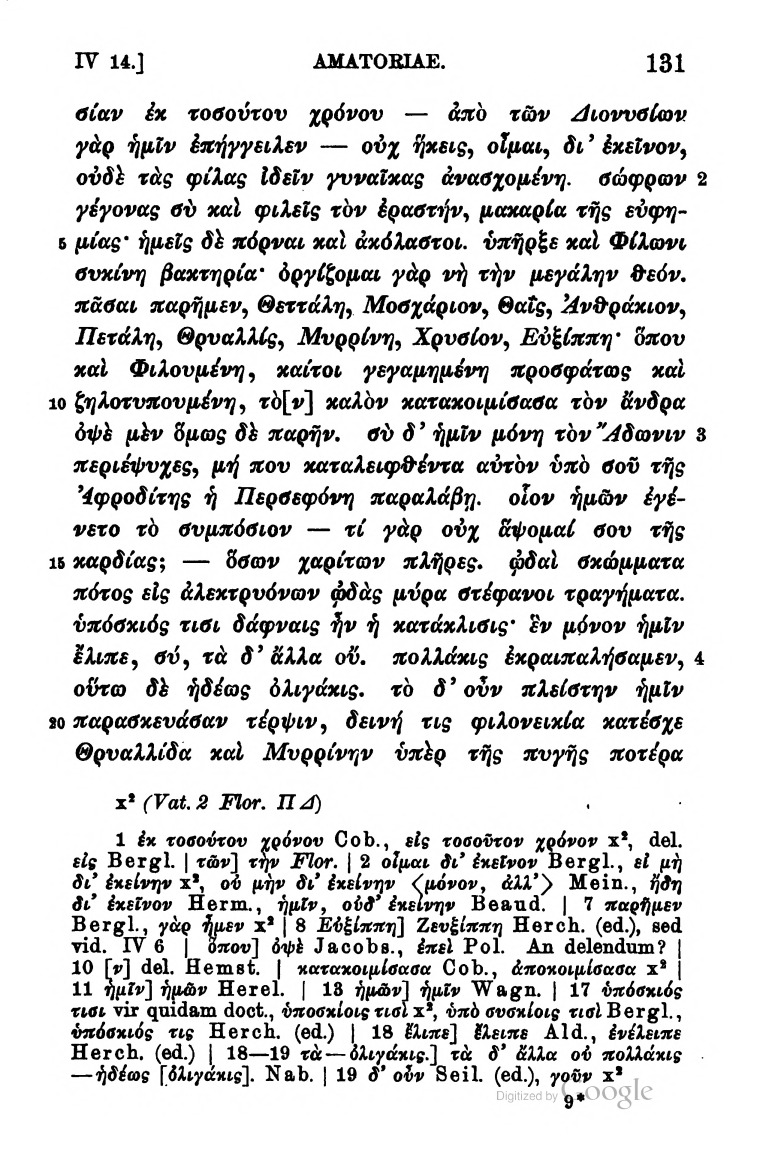 IV 14.] AMATORIAE. 131
σίαν ἐκ τοσούτου χρόνου — ἀπὸ τῶν Διονυσίων
γὰρ ἡμῖν ἐπήγγειλεν — οὐχ ἥκεις, οἶμαι, δι᾽ ἐκεῖνον,
οὐδὲ τὰς φίλας ἰδεῖν γυναῖκας ἀνασχομένη. σώφρων 2
γέγονας σὺ καὶ φιλεῖς τὸν ἐραστήν, μακαρία τῆς εὐφη-
5 μίας· ἡμεῖς δὲ πόρναι καὶ ἀκόλαστοι. ὑπῆρξε καὶ Φίλωνι
συκίνη βακτηρία· ὀργίζομαι γὰρ νὴ τὴν μεγάλην θεόν.
πᾶσαι παρῆμεν, Θεττάλη, Μοσχάριον, Θαΐς, Ἀνθράκιον,
Πετάλη, Θρυαλλίς, Μυρρίνη, Χρυσίον, Εὐξίππη· ὅπου
καὶ Φιλουμένη, καίτοι γεγαμημένη προσφάτως καὶ
10 ζηλοτυπουμένη, τὸ[ν] καλὸν κατακοιμίσασα τὸν ἄνδρα
ὀψὲ μὲν ὅμως δὲ παρῆν. σὺ δ᾽ ἡμῖν μόνη τὸν Ἄδωνιν 3
περιέψυχες, μή που καταλειφθέντα αὐτὸν ὑπὸ σοῦ τῆς
Ἀφροδίτης ἡ Περσεφόνη παραλάβῃ. οἷον ἡμῶν ἐγέ-
νετο τὸ συμπόσιον — τί γὰρ οὐχ ἅψομαί σου τῆς
15 καρδίας; — ὅσων χαρίτων πλῆρες. ᾠδαὶ σκώμματα
πότος εἰς ἀλεκτρυόνων ᾠδὰς μύρα στέφανοι τραγήματα.
ὑπόσκιός τισι δάφναις ἦν ἡ κατάκλισις· ἓν μόνον ἡμῖν
ἔλιπε, σύ, τὰ δ᾽ ἄλλα οὔ. πολλάκις ἐκραιπαλήσαμεν, 4
οὕτω δὲ ἡδέως ὀλιγάκις. τὸ δ᾽ οὖν πλείστην ἡμῖν
20 παρασκευάσαν τέρψιν, δεινή τις φιλονεικία κατέσχε
Θρυαλλίδα καὶ Μυρρίνην ὑπὲρ τῆς πυγῆς ποτέρα
x² (Vat. 2 Flor. Π Δ)
1 ἐκ τοσούτου χρόνου Cob., εἰς τοσοῦτον χρόνον x², del.
εἰς Bergl. | τῶν] τὴν Flor. | 2 οἶμαι δι᾽ ἐκεῖνον Bergl., εἰ μὴ
δι᾽ ἐκείνην x², οὐ μὴν δι᾽ ἐκείνην ⟨μόνον, ἀλλ᾽⟩ Mein., ἤδη
δι᾽ ἐκεῖνον Herm., ἡμῖν, οὐδ᾽ ἐκείνην Beaud. | 7 παρῆμεν
Bergl., γὰρ ἦμεν x² | 8 Εὐξίππη] Ζευξίππη Herch. (ed.), sed
vid. IV 6 | ὅπου] ὀψὲ Jacobs., ἐπεὶ Pol. An delendum? |
10 [ν] del. Hemst. | κατακοιμίσασα Cob., ἀποκοιμίσασα x² |
11 ἡμῖν] ἡμῶν Herel. | 13 ἡμῶν] ἡμῖν Wagn. | 17 ὑπόσκιός
τισι vir quidam doct., ὑποσκίοις τισὶ x², ὑπὸ συσκίοις τισὶ Bergl.,
ὑπόσκιός τις Herch. (ed.) | 18 ἔλιπε] ἔλειπε Ald., ἐνέλειπε
Herch. (ed.) | 18—19 τὰ — ὀλιγάκις.] τὰ δ᾽ ἄλλα οὐ πολλάκις
— ἡδέως [ὀλιγάκις]. Nab. | 19 δ᾽ οὖν Seil. (ed.), γοῦν x²
Digitized by Google
9*